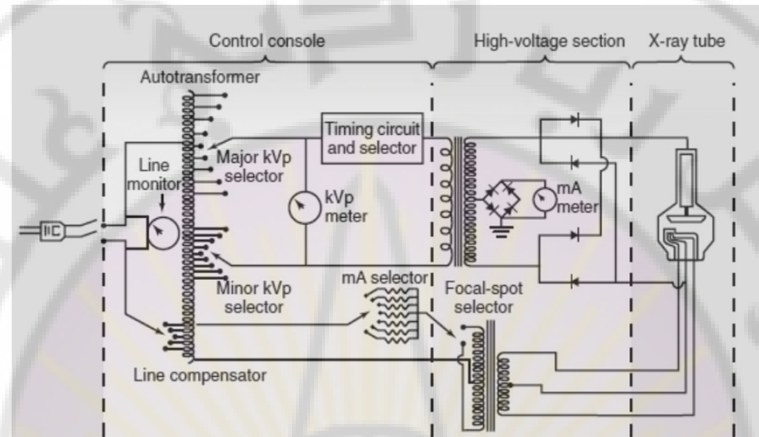 Control console
High-voltage section
X-ray tube
Autotransformer
Timing circuit
and selector
Line
monitor
Major kVp
selector
kVp
meter
mA
meter
Minor kVp
selector
mA selector
Focal-spot
selector
Line compensator